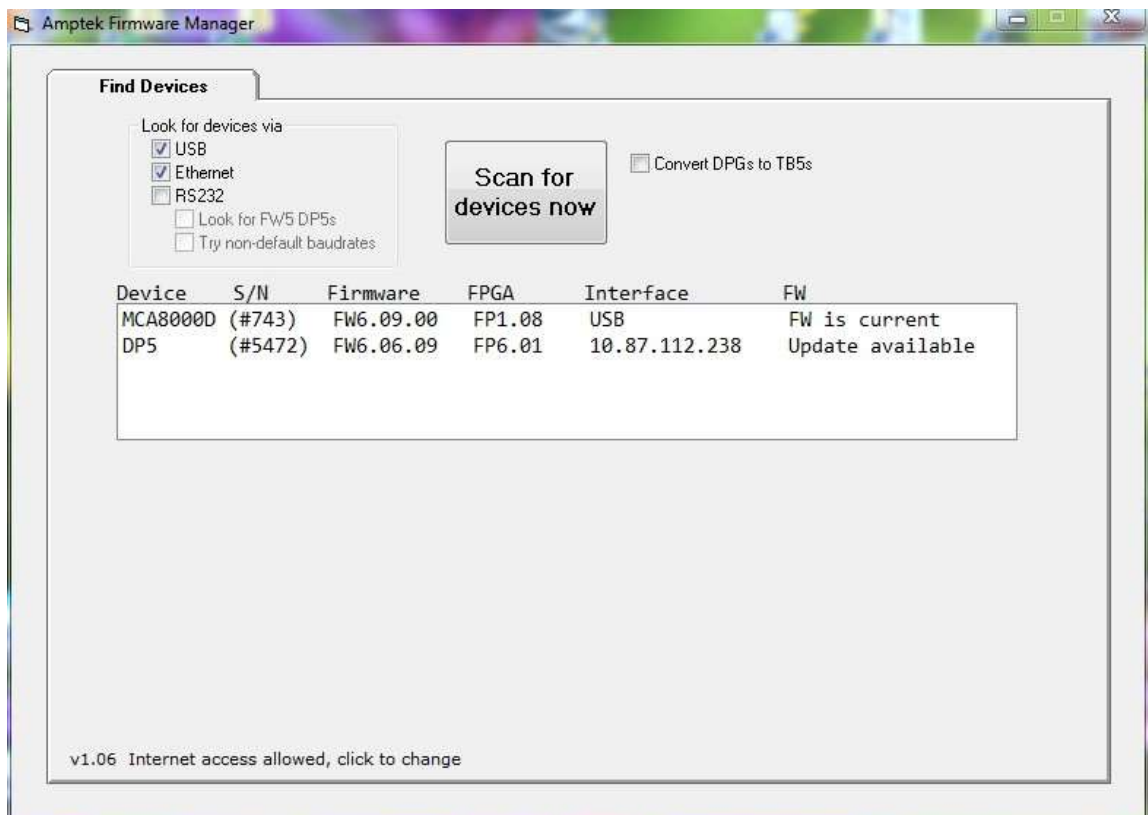 Amptek Firmware Manager
Find Devices
Look for devices via
USB
Ethernet
RS232
Look for FW5 DP5s
Try non-default baudrates
Scan for
devices now
Convert DPGs to TB5s
Device S/N Firmware FPGA Interface FW
MCA8000D (#743) FW6.09.00 FP1.08 USB FW is current
DP5 (#5472) FW6.06.09 FP6.01 10.87.112.238 Update available
v1.06 Internet access allowed, click to change